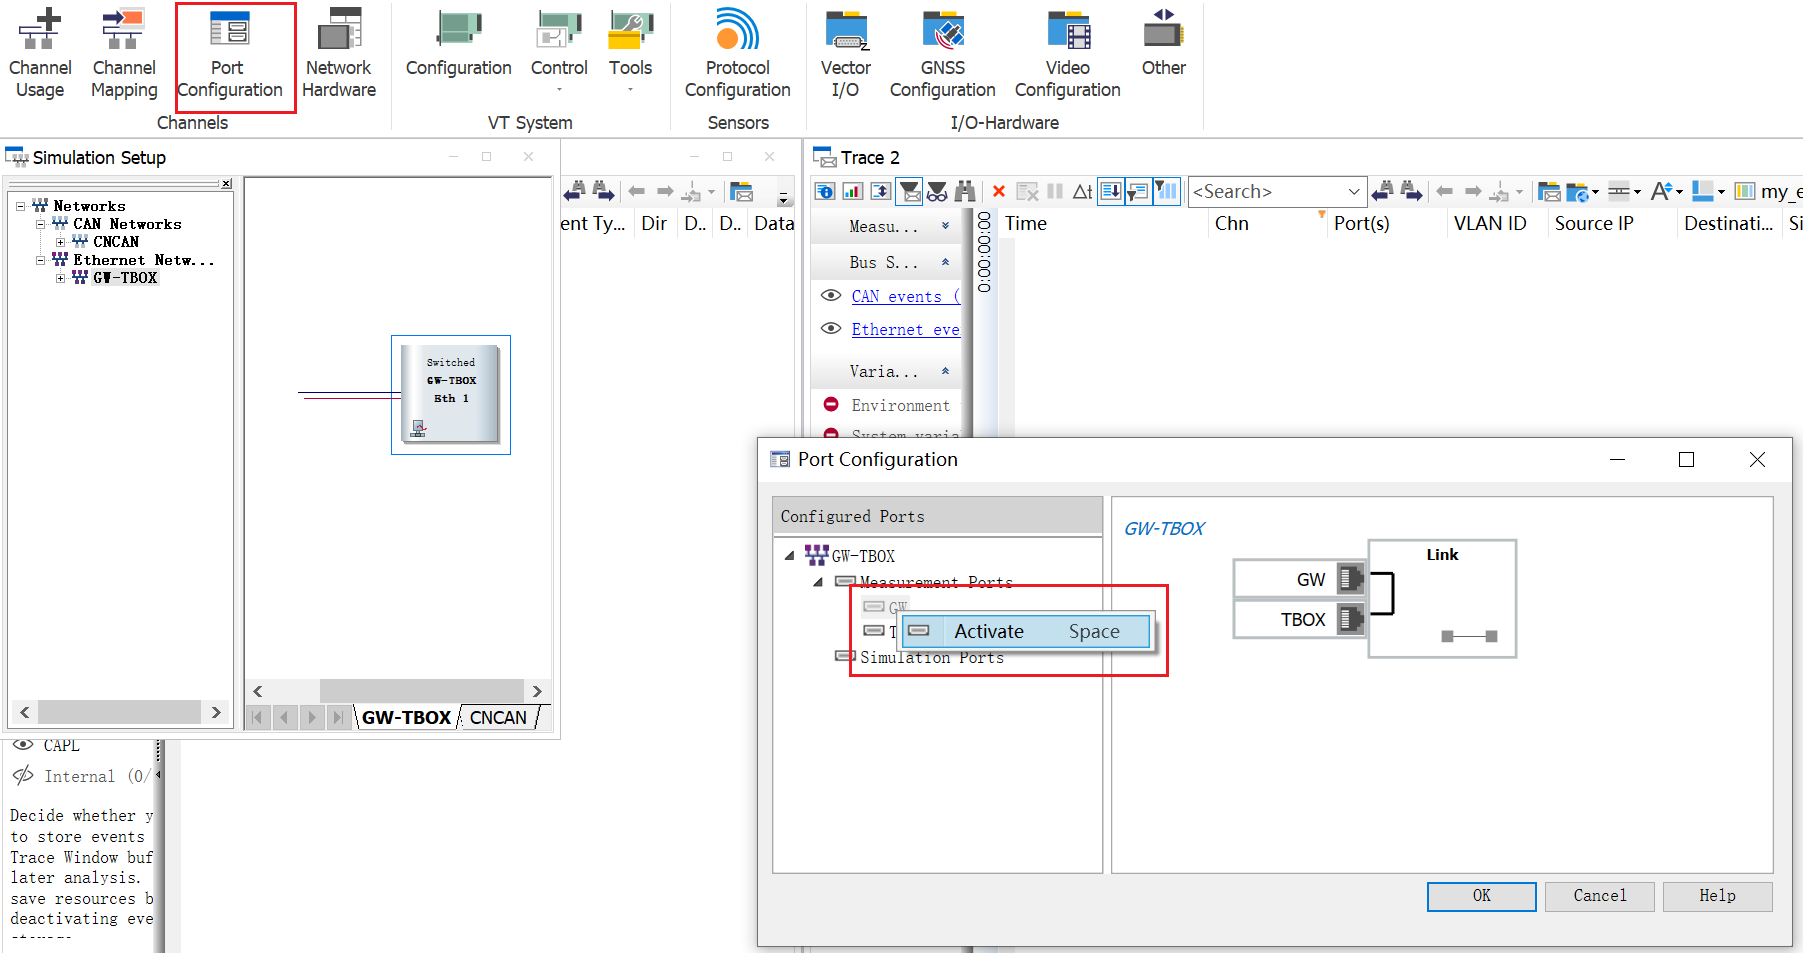 Channel Usage
Channel Mapping
Port Configuration
Network Hardware
Channels
Configuration
Control
Tools
VT System
Protocol Configuration
Sensors
Vector I/O
GNSS Configuration
Video Configuration
Other
I/O-Hardware
Simulation Setup
Networks
CAN Networks
CNCAN
Ethernet Netw...
GW-TBOX
Switched
GW-TBOX
Eth 1
GW-TBOX
CNCAN
ent Ty...
Dir
D..
D..
Data
CAPL
Internal (0/
Decide whether y
to store events
Trace Window buf
later analysis.
save resources b
deactivating eve
Trace 2
<Search>
my_e
Measu...
Bus S...
CAN events (
Ethernet eve
Varia...
Environment
System varia
0:00:00:00
Time
Chn
Port(s)
VLAN ID
Source IP
Destinati...
Si
Port Configuration
Configured Ports
GW-TBOX
Measurement Ports
GW
T
Activate Space
Simulation Ports
GW-TBOX
Link
GW
TBOX
OK
Cancel
Help